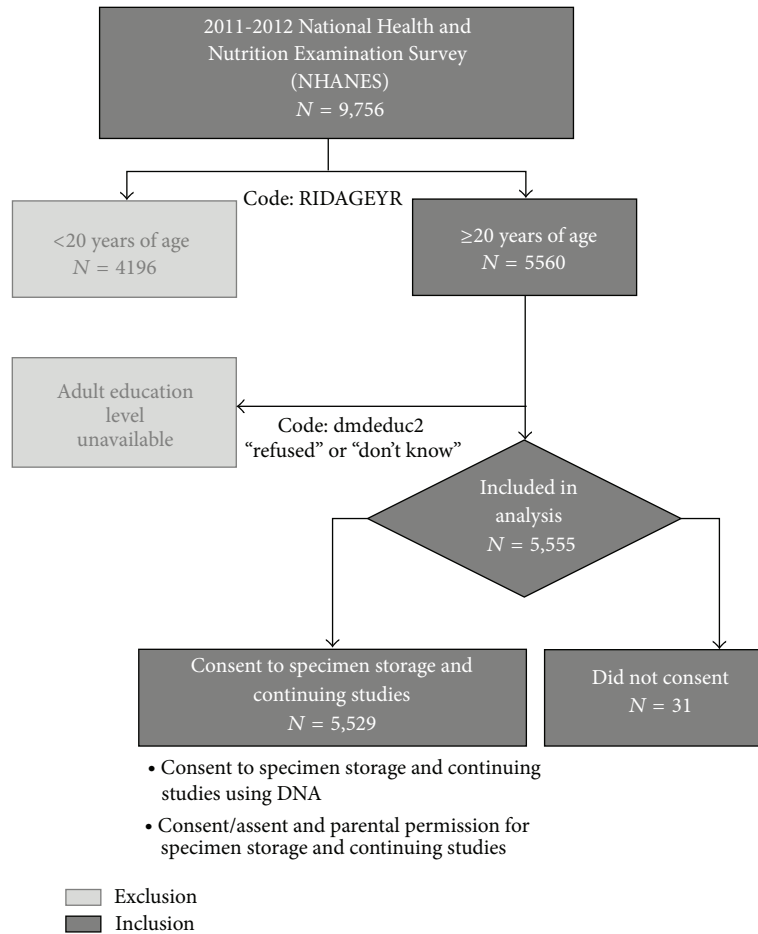 2011-2012 National Health and
Nutrition Examination Survey
(NHANES)
N = 9,756
Code: RIDAGEYR
<20 years of age
N = 4196
≥20 years of age
N = 5560
Adult education
level
unavailable
Code: dmdeduc2
“refused” or “don’t know”
Included in
analysis
N = 5,555
Consent to specimen storage and
continuing studies
N = 5,529
Did not consent
N = 31
• Consent to specimen storage and continuing
studies using DNA
• Consent/assent and parental permission for
specimen storage and continuing studies
Exclusion
Inclusion